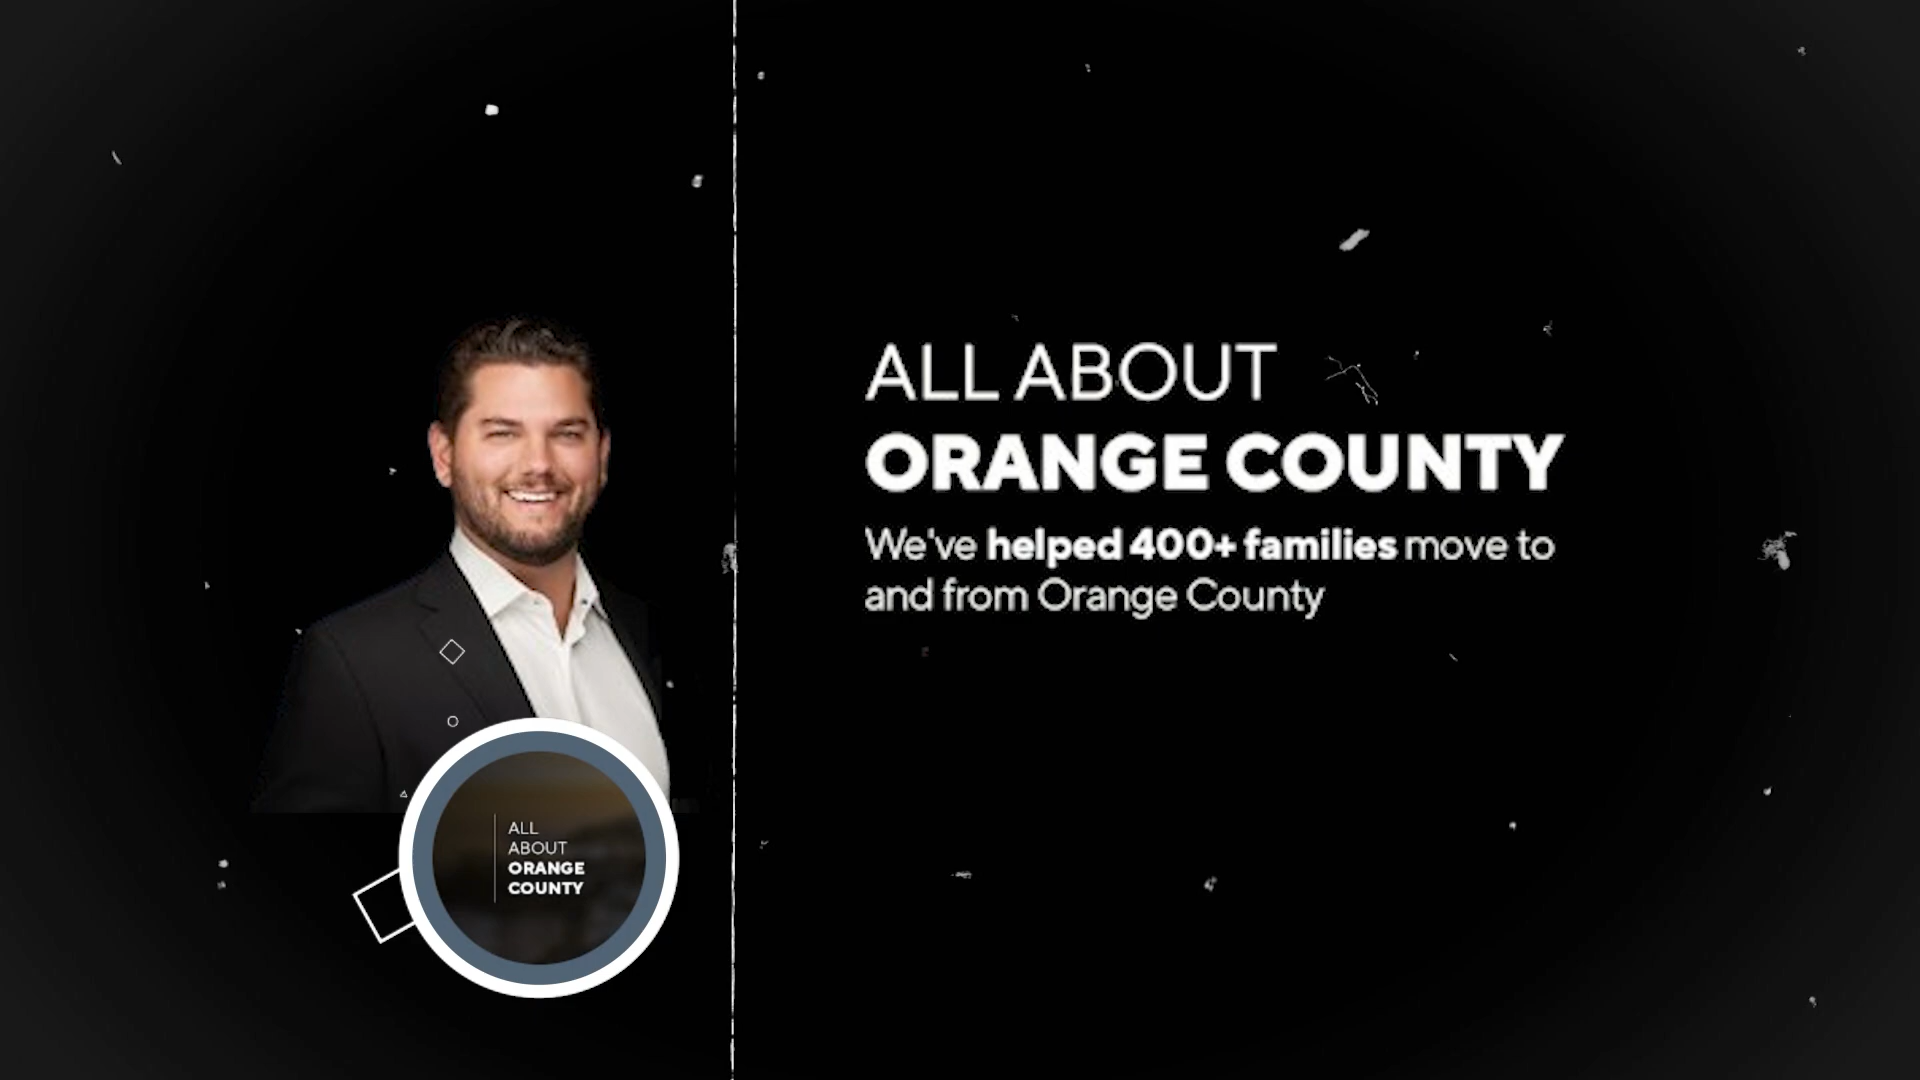 ALL ABOUT
ORANGE COUNTY
We've helped 400+ families move to
and from Orange County
ALL
ABOUT
ORANGE
COUNTY